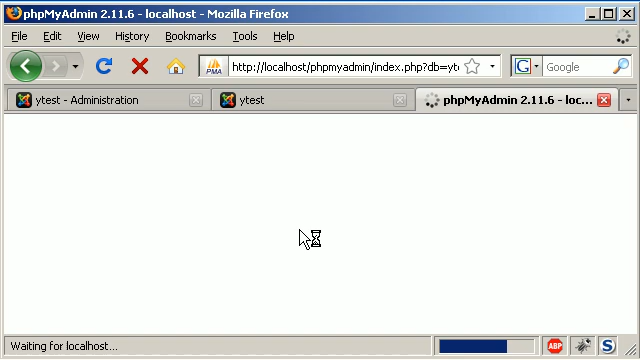 phpMyAdmin 2.11.6 - localhost - Mozilla Firefox
File Edit View History Bookmarks Tools Help
PMA http://localhost/phpmyadmin/index.php?db=yt G Google
ytest - Administration ytest phpMyAdmin 2.11.6 - loc...
Waiting for localhost... ABP S